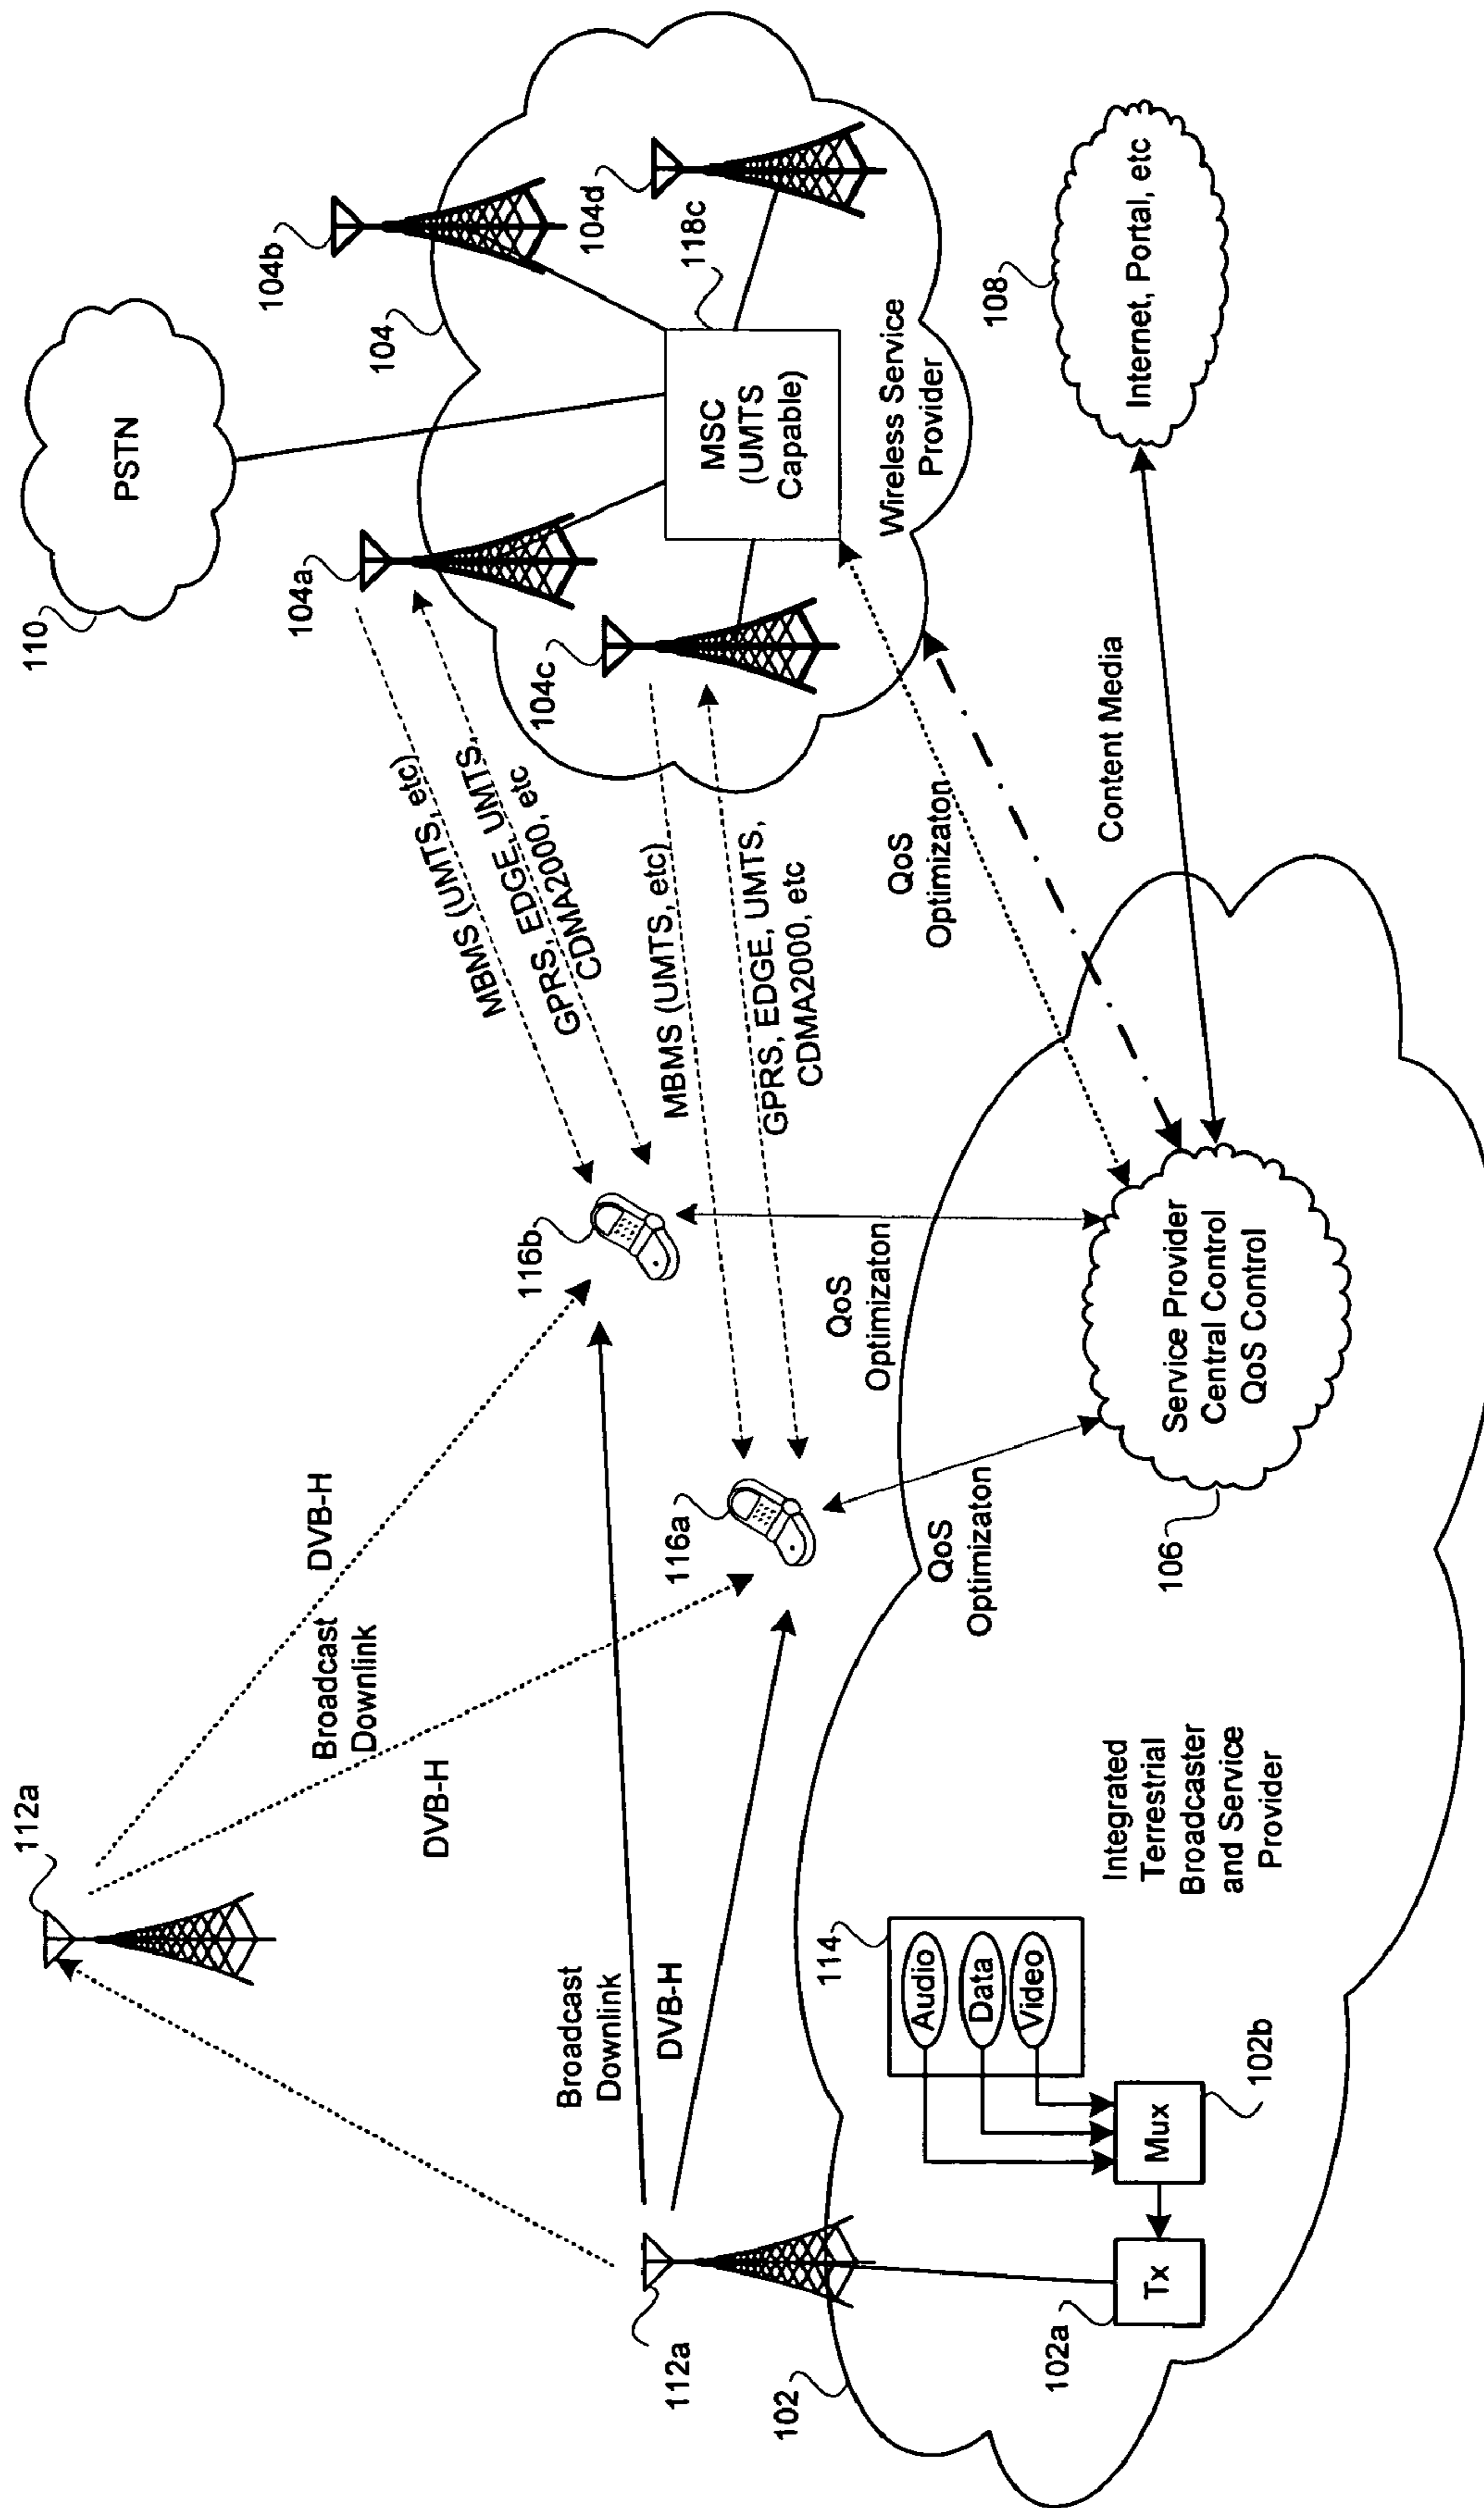 112a
110
PSTN
104a
104b
104
104c
104d
118c
MSC
(UMTS
Capable)
Wireless Service
Provider
MBMS (UMTS, etc)
GPRS, EDGE, UMTS,
CDMA2000, etc
MBMS (UMTS, etc)
GPRS, EDGE, UMTS,
CDMA2000, etc
DVB-H
Broadcast
Downlink
DVB-H
116b
116a
Broadcast
Downlink
DVB-H
112a
QoS
Optimizaton
QoS
Optimizaton
QoS
Optimizaton
Content Media
108
Internet, Portal, etc
102
114
Audio
Data
Video
Mux
102b
Tx
102a
Integrated
Terrestrial
Broadcaster
and Service
Provider
106
Service Provider
Central Control
QoS Control